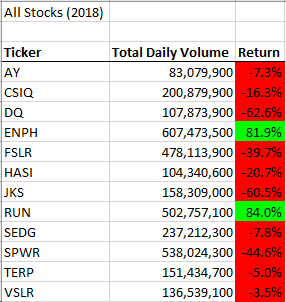 All Stocks (2018)
Ticker Total Daily Volume Return
AY 83,079,900 -7.3%
CSIQ 200,879,900 -16.3%
DQ 107,873,900 -62.6%
ENPH 607,473,500 81.9%
FSLR 478,113,900 -39.7%
HASI 104,340,600 -20.7%
JKS 158,309,000 -60.5%
RUN 502,757,100 84.0%
SEDG 237,212,300 -7.8%
SPWR 538,024,300 -44.6%
TERP 151,434,700 -5.0%
VSLR 136,539,100 -3.5%